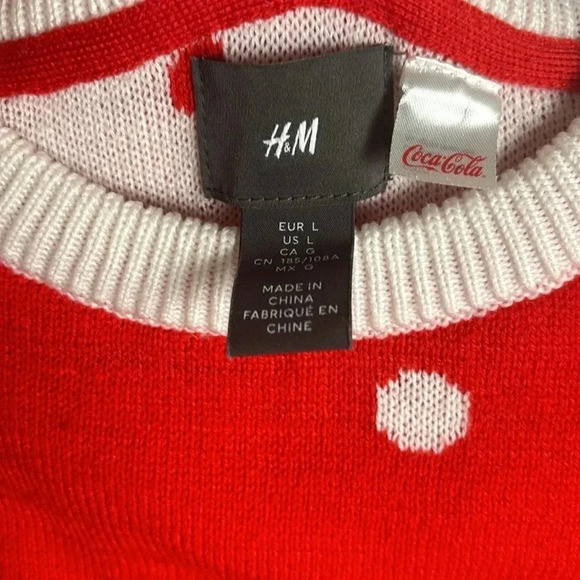 H&M
Coca-Cola
EUR L
US L
CA G
CN 185/108A
MX G
MADE IN
CHINA
FABRIQUÉ EN
CHINE